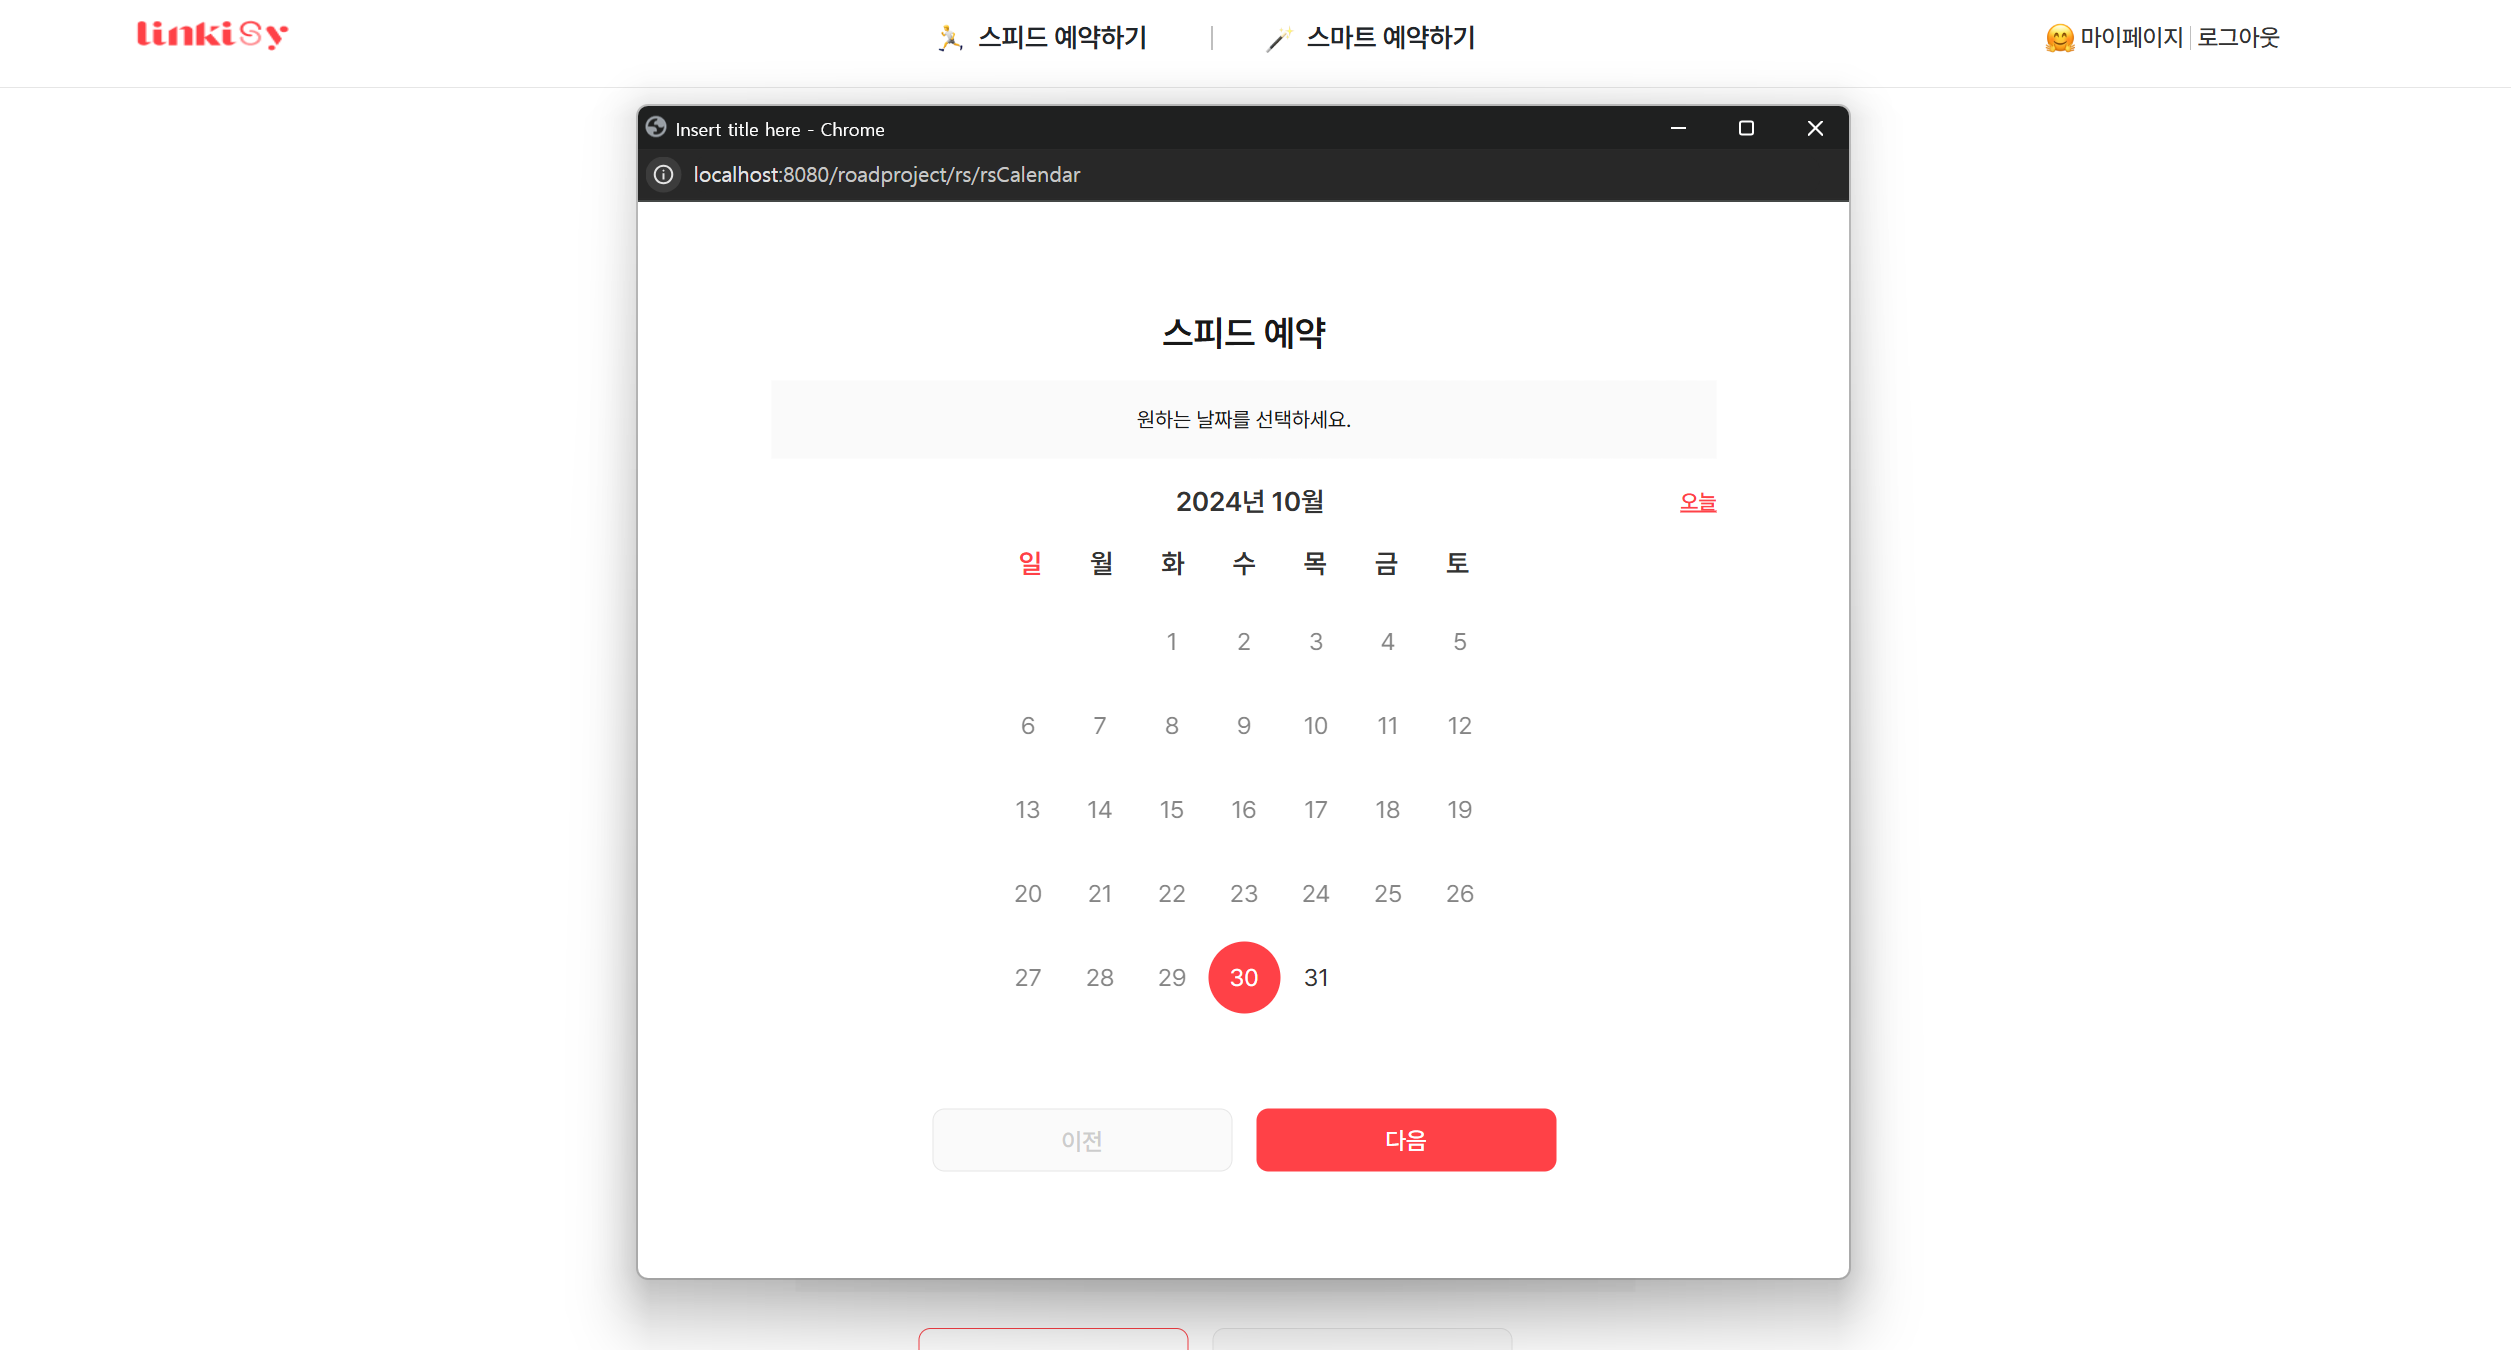 linkiSy
스피드 예약하기 | 스마트 예약하기
마이페이지 | 로그아웃
Insert title here - Chrome
localhost:8080/roadproject/rs/rsCalendar
스피드 예약
원하는 날짜를 선택하세요.
2024년 10월 오늘
일 월 화 수 목 금 토
1 2 3 4 5
6 7 8 9 10 11 12
13 14 15 16 17 18 19
20 21 22 23 24 25 26
27 28 29 30 31
이전 다음